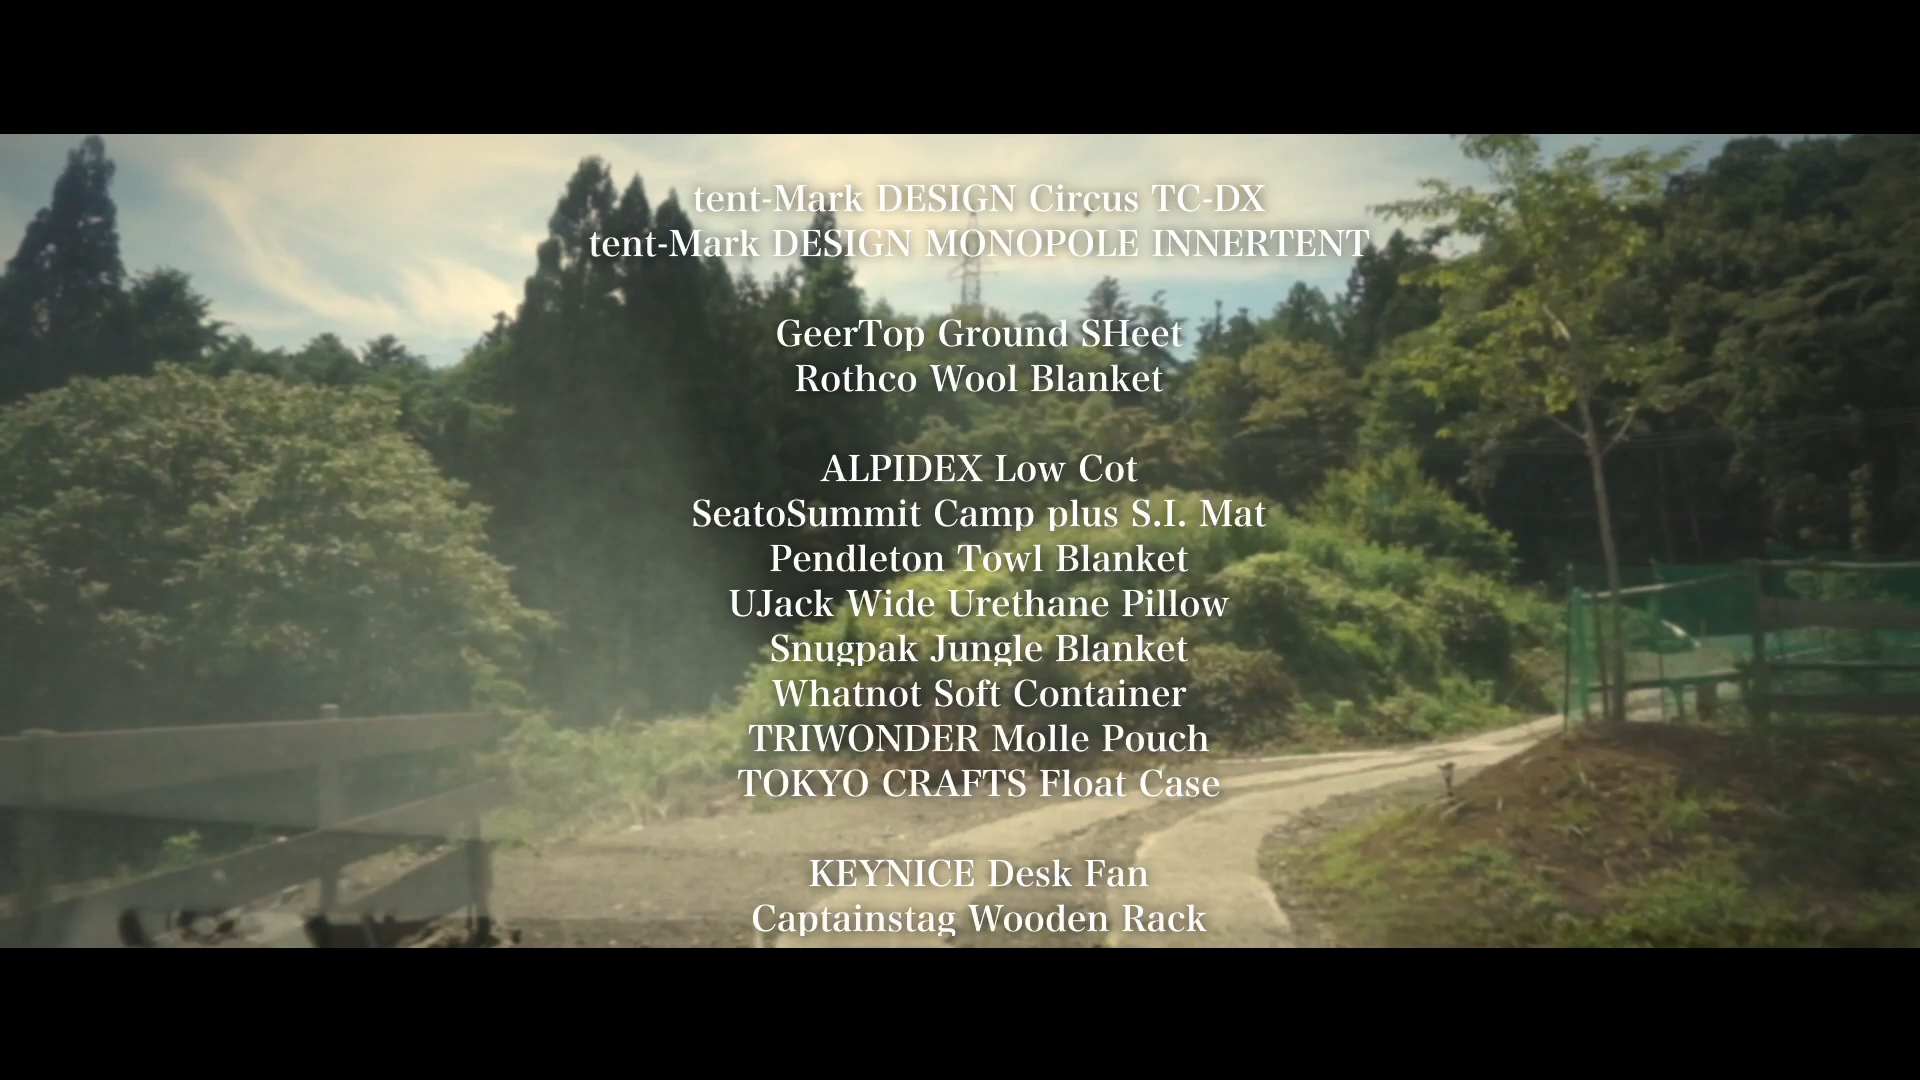 tent-Mark DESIGN Circus TC-DX
tent-Mark DESIGN MONOPOLE INNERTENT
GeerTop Ground SHeet
Rothco Wool Blanket
ALPIDEX Low Cot
SeatoSummit Camp plus S.I. Mat
Pendleton Towl Blanket
UJack Wide Urethane Pillow
Snugpak Jungle Blanket
Whatnot Soft Container
TRIWONDER Molle Pouch
TOKYO CRAFTS Float Case
KEYNICE Desk Fan
Captainstag Wooden Rack